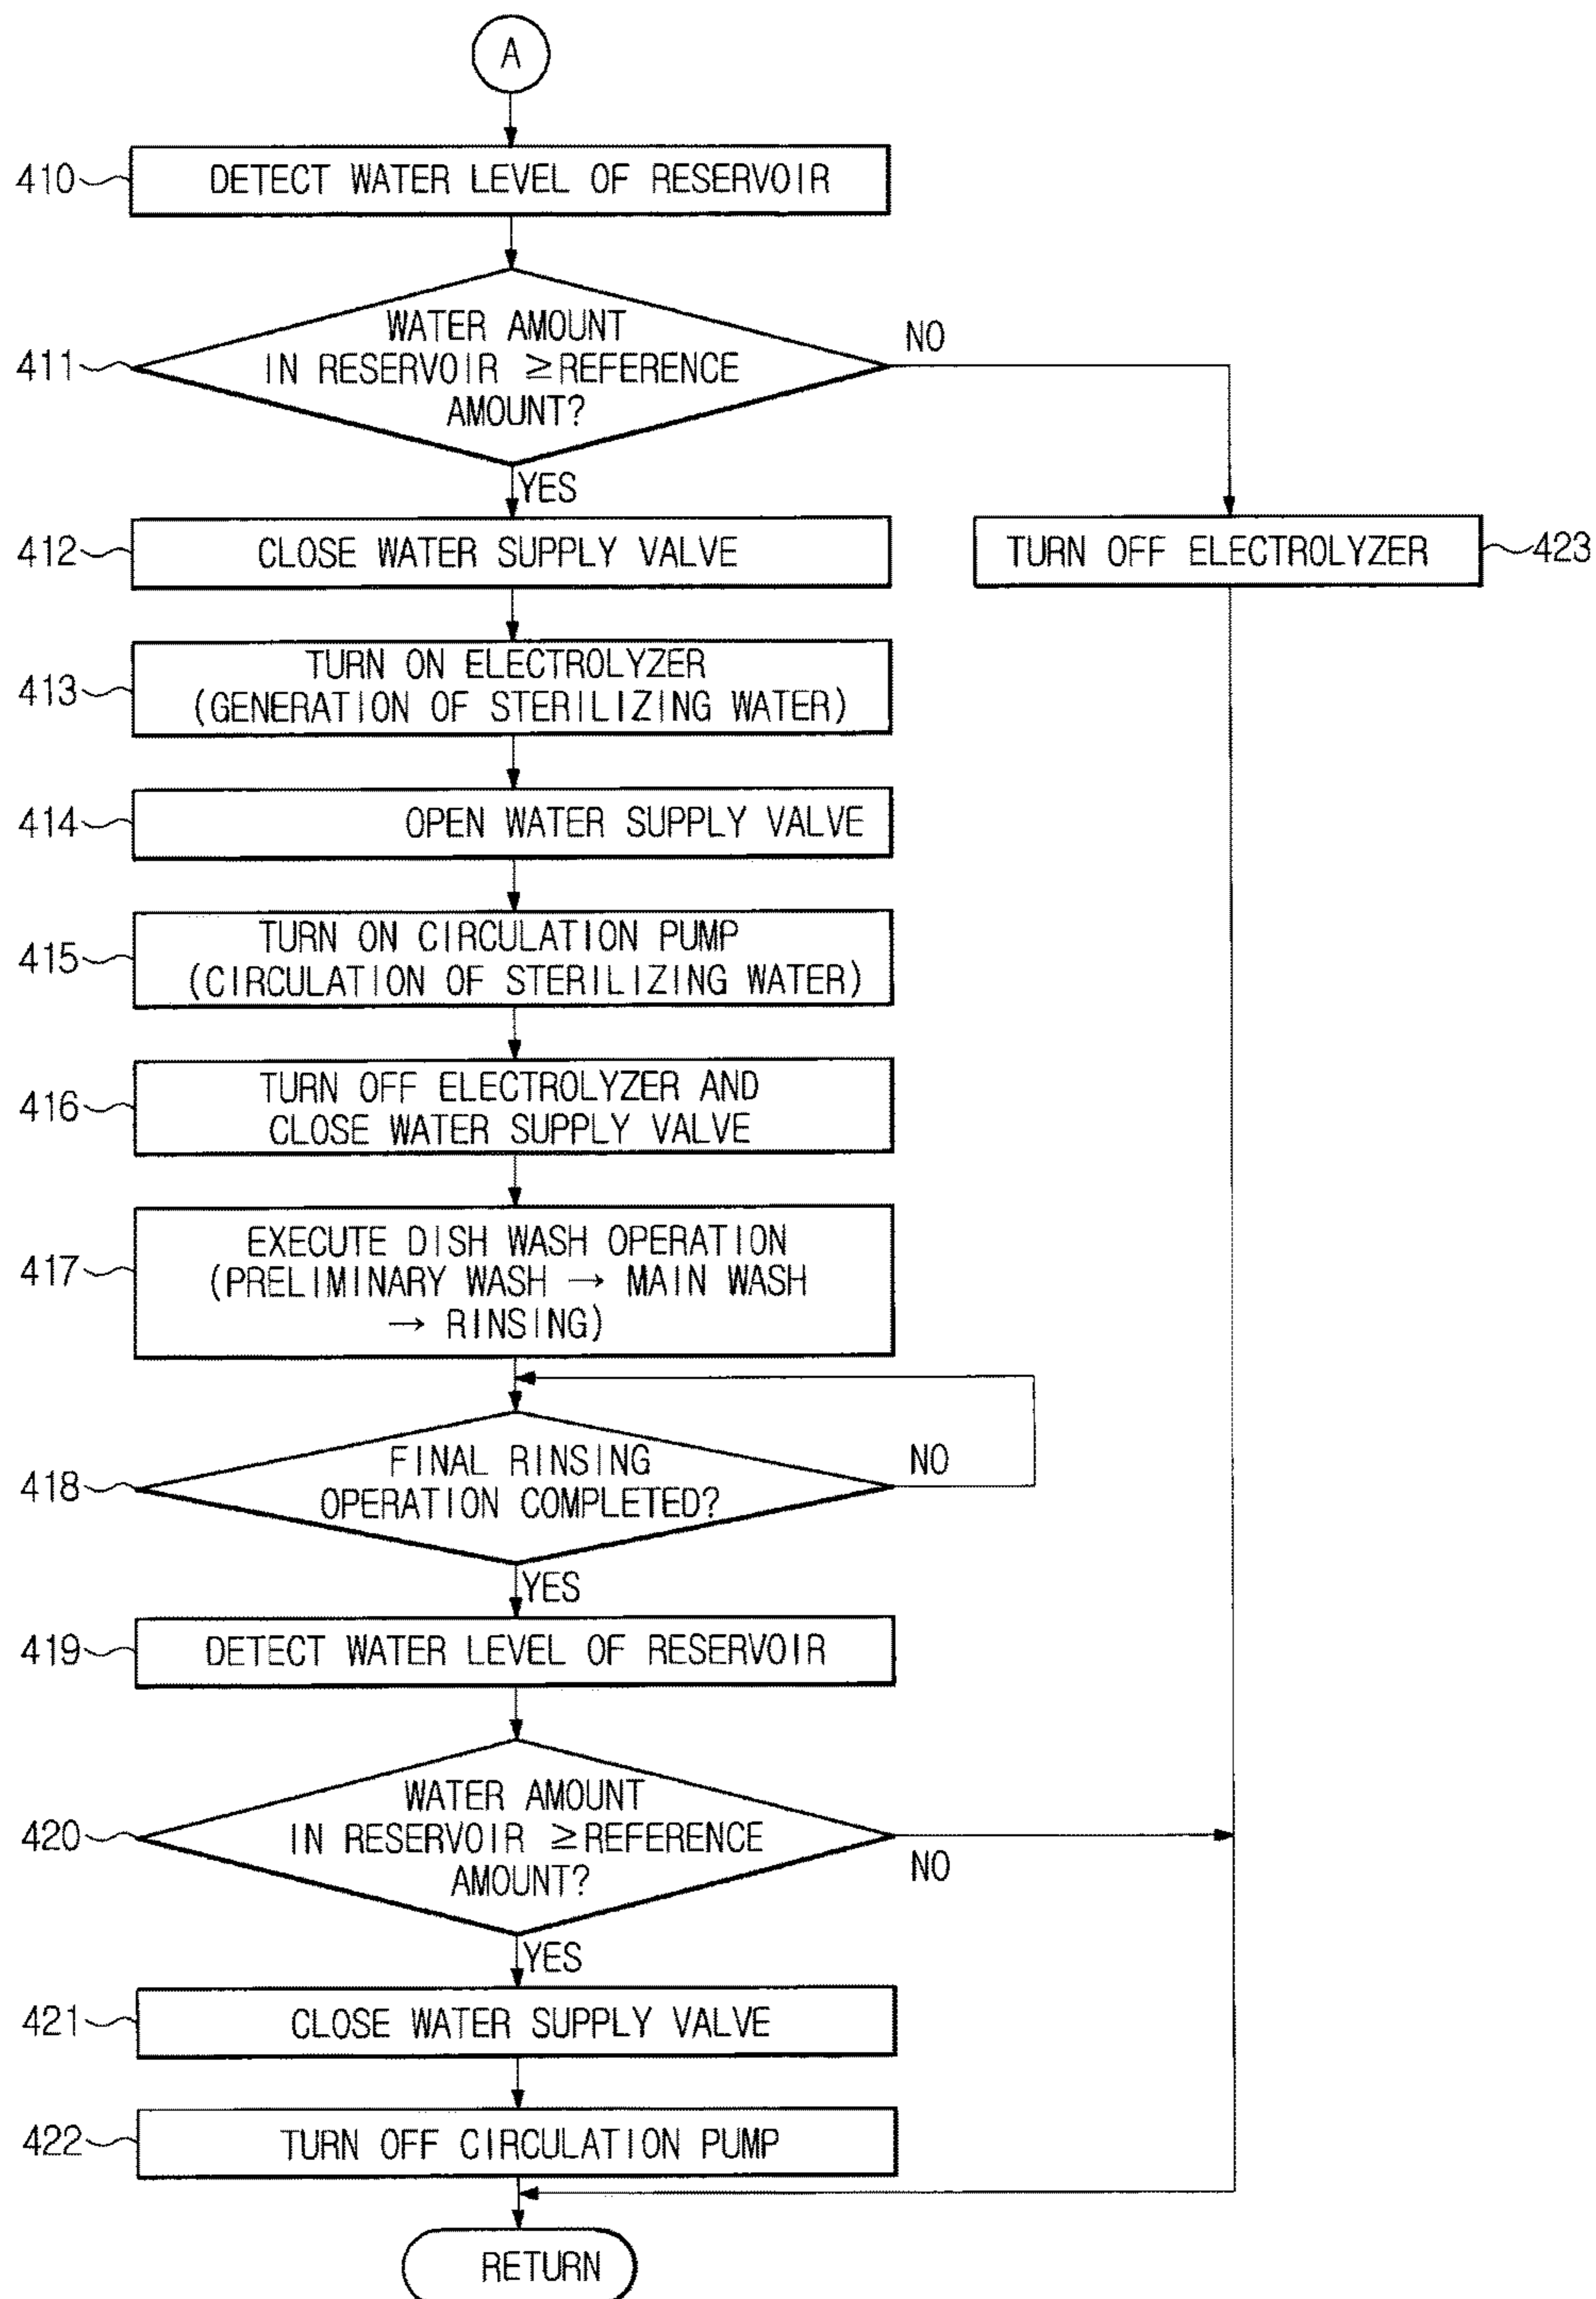 A
410
DETECT WATER LEVEL OF RESERVOIR
411
WATER AMOUNT
IN RESERVOIR ≥ REFERENCE
AMOUNT?
NO
YES
412
CLOSE WATER SUPPLY VALVE
TURN OFF ELECTROLYZER
423
413
TURN ON ELECTROLYZER
(GENERATION OF STERILIZING WATER)
414
OPEN WATER SUPPLY VALVE
415
TURN ON CIRCULATION PUMP
(CIRCULATION OF STERILIZING WATER)
416
TURN OFF ELECTROLYZER AND
CLOSE WATER SUPPLY VALVE
417
EXECUTE DISH WASH OPERATION
(PRELIMINARY WASH → MAIN WASH
→ RINSING)
418
FINAL RINSING
OPERATION COMPLETED?
NO
YES
419
DETECT WATER LEVEL OF RESERVOIR
420
WATER AMOUNT
IN RESERVOIR ≥ REFERENCE
AMOUNT?
NO
YES
421
CLOSE WATER SUPPLY VALVE
422
TURN OFF CIRCULATION PUMP
RETURN